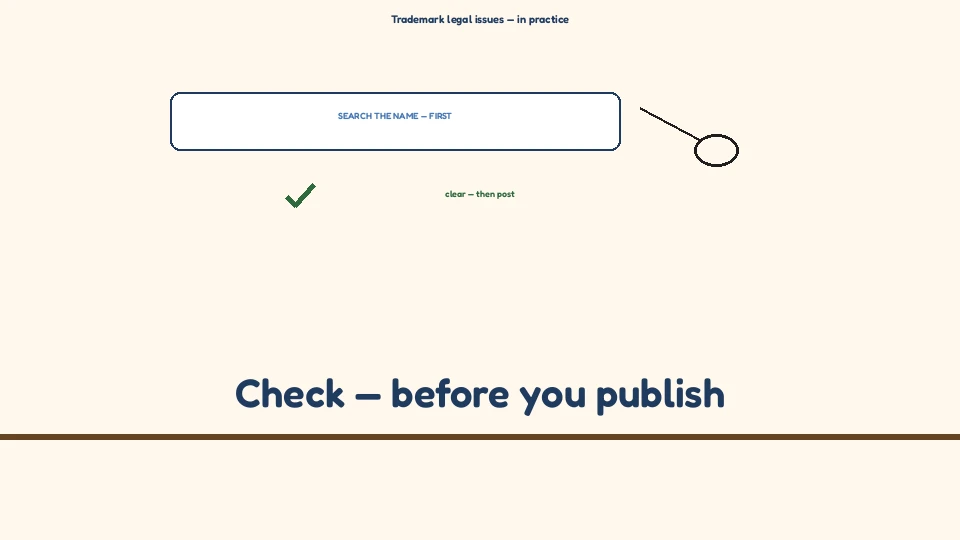 Trademark legal issues — in practice
SEARCH THE NAME — FIRST
clear — then post
Check — before you publish